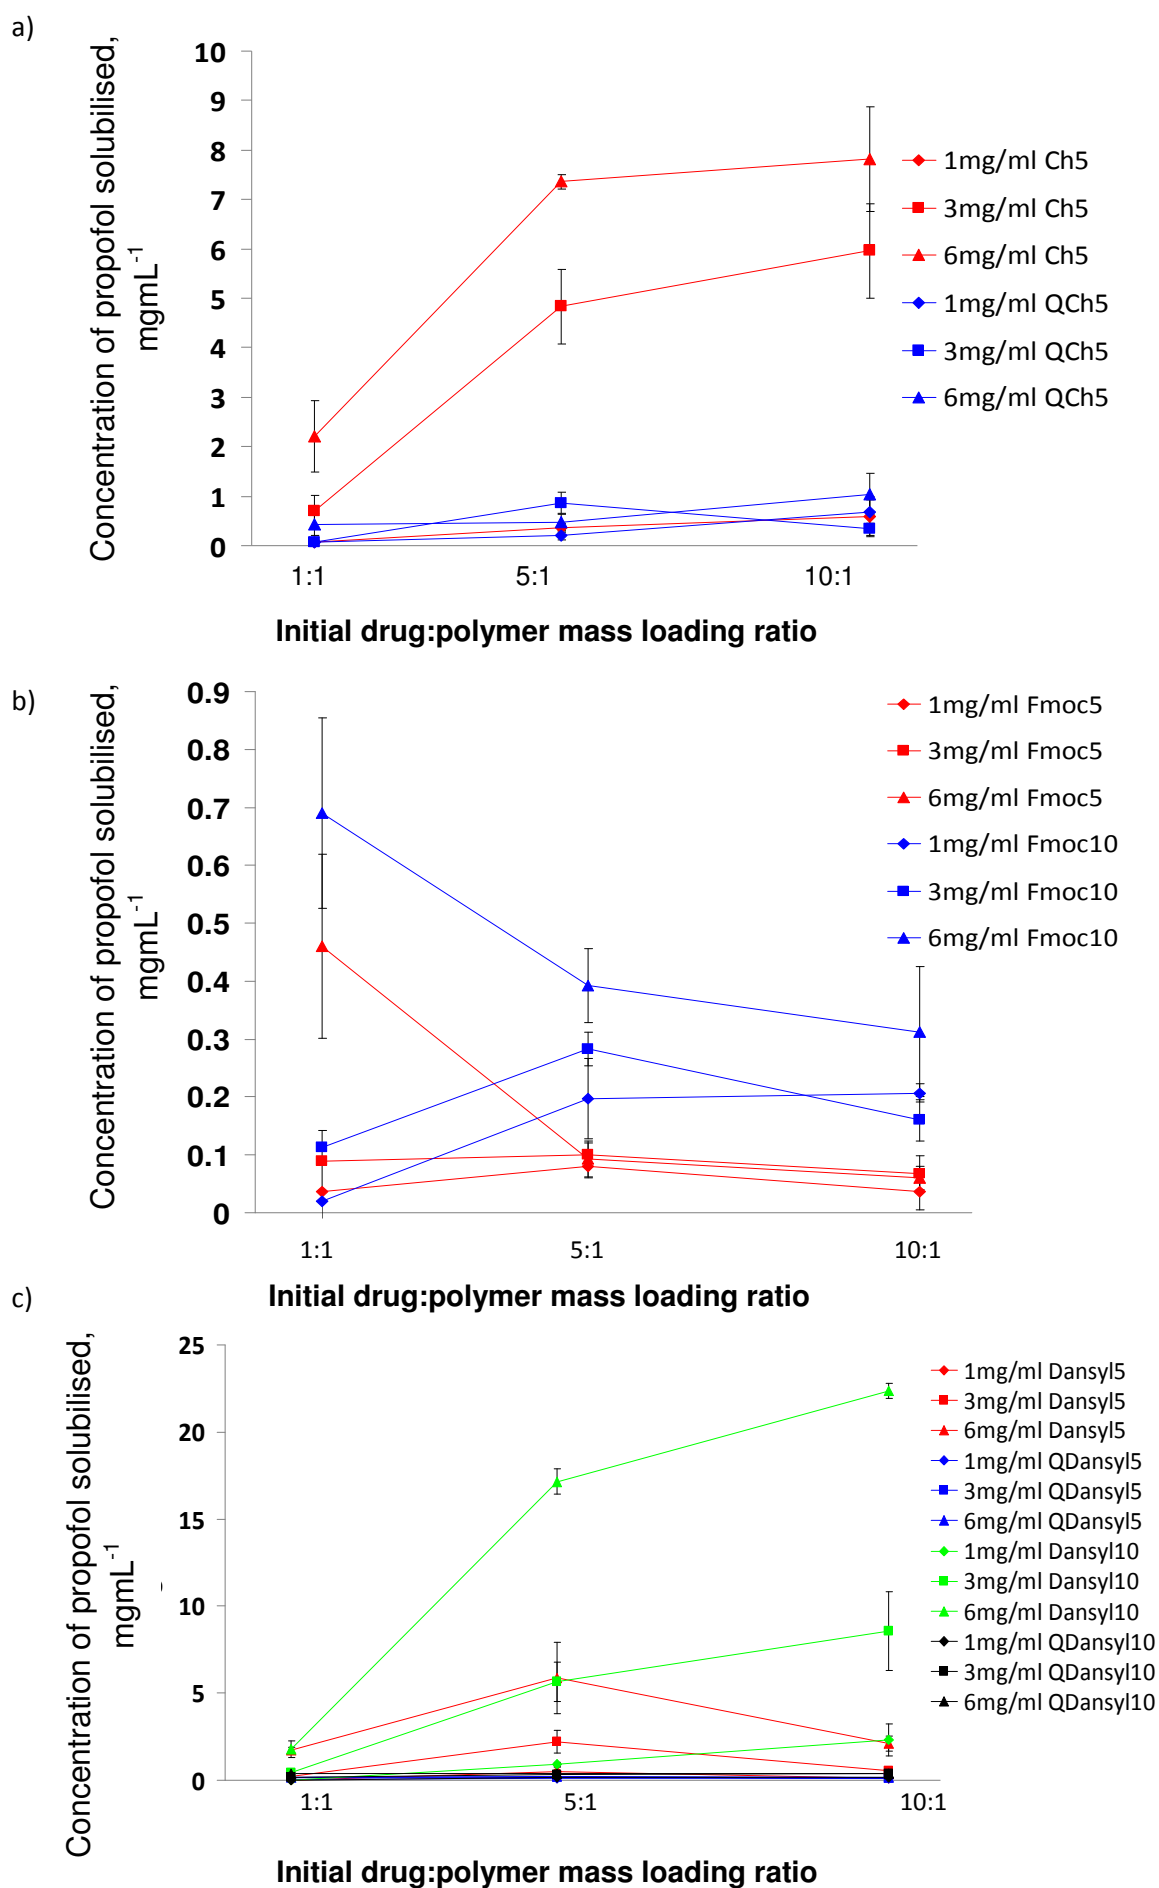 a)
Concentration of propofol solubilised,
mgmL-1
10
9
8
7
6
5
4
3
2
1
0
1:1 5:1 10:1
Initial drug:polymer mass loading ratio
1mg/ml Ch5
3mg/ml Ch5
6mg/ml Ch5
1mg/ml QCh5
3mg/ml QCh5
6mg/ml QCh5
b)
Concentration of propofol solubilised,
mgmL-1
0.9
0.8
0.7
0.6
0.5
0.4
0.3
0.2
0.1
0
1:1 5:1 10:1
Initial drug:polymer mass loading ratio
1mg/ml Fmoc5
3mg/ml Fmoc5
6mg/ml Fmoc5
1mg/ml Fmoc10
3mg/ml Fmoc10
6mg/ml Fmoc10
c)
Concentration of propofol solubilised,
mgmL-1
25
20
15
10
5
0
1:1 5:1 10:1
Initial drug:polymer mass loading ratio
1mg/ml Dansyl5
3mg/ml Dansyl5
6mg/ml Dansyl5
1mg/ml QDansyl5
3mg/ml QDansyl5
6mg/ml QDansyl5
1mg/ml Dansyl10
3mg/ml Dansyl10
6mg/ml Dansyl10
1mg/ml QDansyl10
3mg/ml QDansyl10
6mg/ml QDansyl10